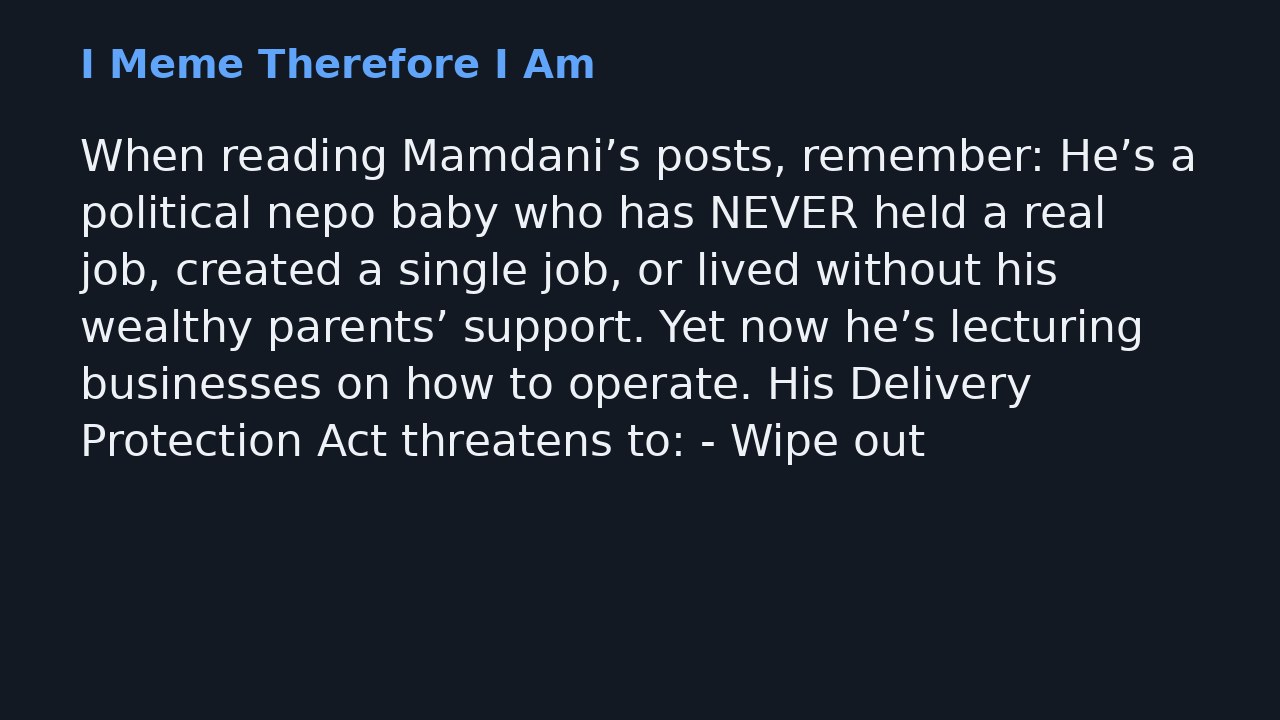 I Meme Therefore I Am
When reading Mamdani’s posts, remember: He’s a
political nepo baby who has NEVER held a real
job, created a single job, or lived without his
wealthy parents’ support. Yet now he’s lecturing
businesses on how to operate. His Delivery
Protection Act threatens to: - Wipe out